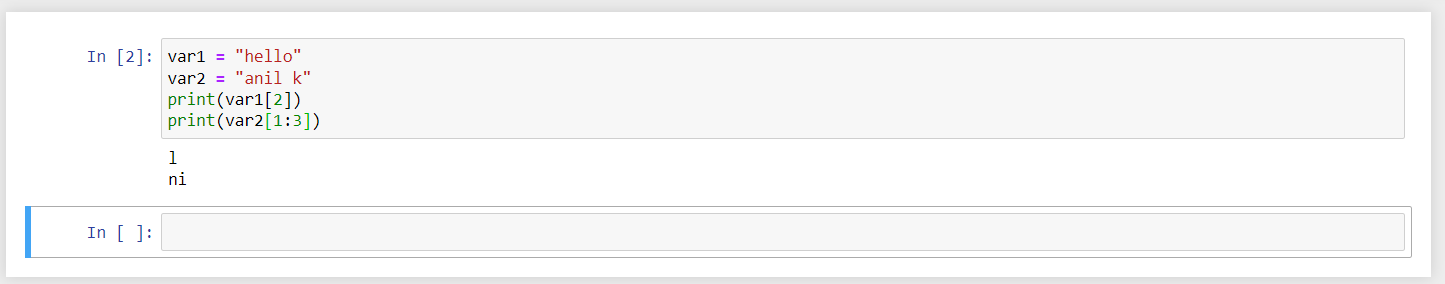 In [2]: var1 = "hello"
var2 = "anil k"
print(var1[2])
print(var2[1:3])
l
ni
In [ ]: